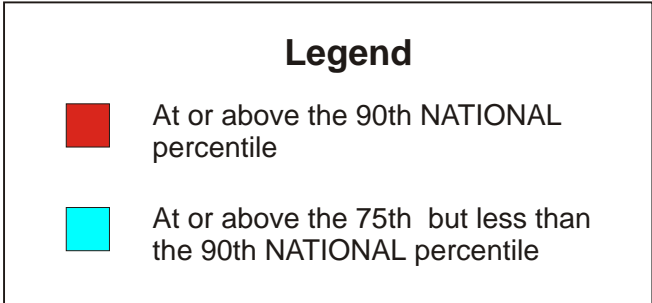 Legend
At or above the 90th NATIONAL
percentile
At or above the 75th  but less than
the 90th NATIONAL percentile